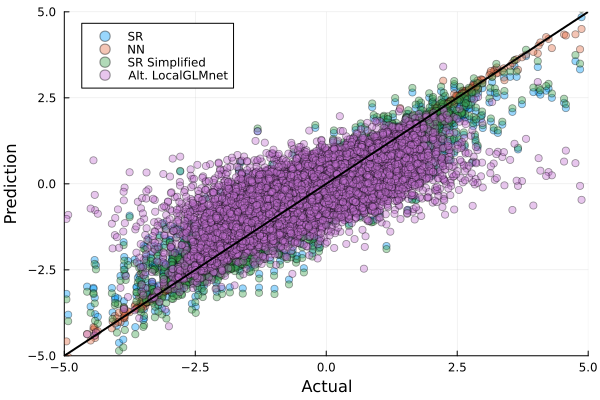 5.0
SR
NN
SR Simplified
Alt. LocalGLMnet
2.5
Prediction
0.0
−2.5
−5.0
−5.0 −2.5 0.0 2.5 5.0
Actual